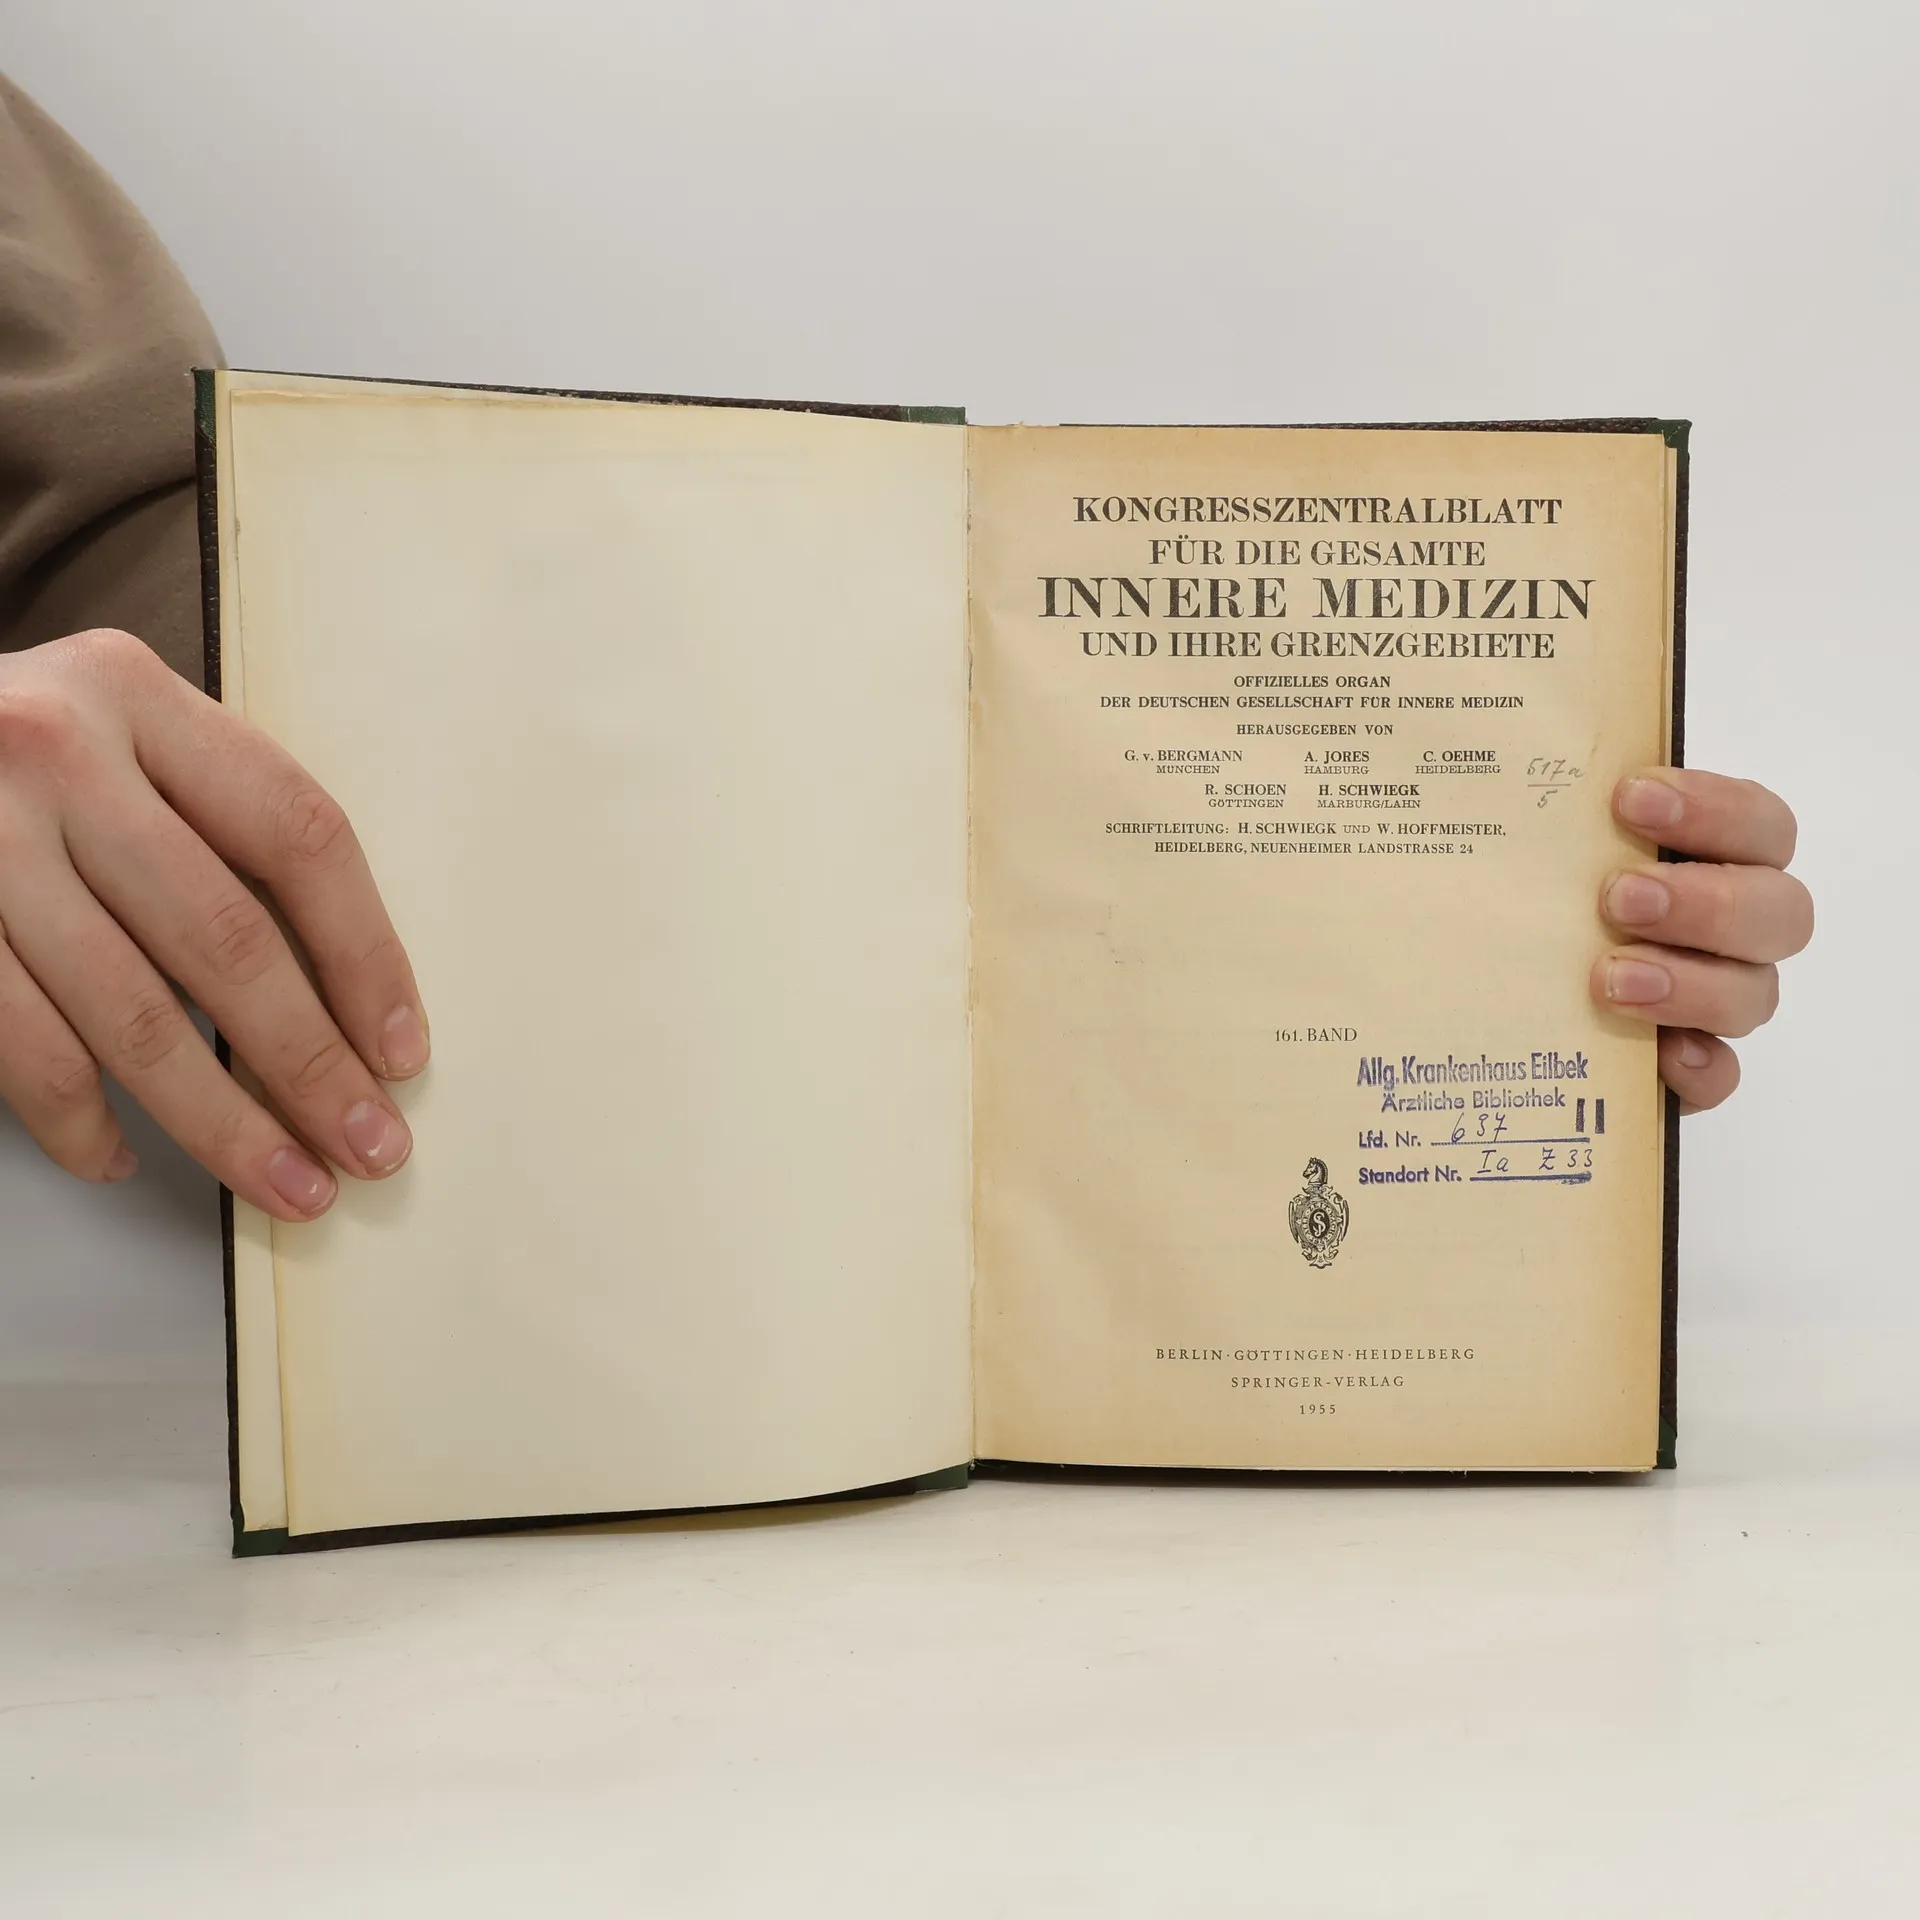 KONGRESSZENTRALBLATT
FÜR DIE GESAMTE
INNERE MEDIZIN
UND IHRE GRENZGEBIETE
OFFIZIELLES ORGAN
DER DEUTSCHEN GESELLSCHAFT FÜR INNERE MEDIZIN
HERAUSGEGEBEN VON
G. v. BERGMANN A. JORES C. OEHME
MÜNCHEN HAMBURG HEIDELBERG
517a
5
R. SCHOEN H. SCHWIEGK
GÖTTINGEN MARBURG/LAHN
SCHRIFTLEITUNG: H. SCHWIEGK UND W. HOFFMEISTER,
HEIDELBERG, NEUENHEIMER LANDSTRASSE 24
161. BAND
Allg. Krankenhaus Eilbek
Ärztliche Bibliothek II
Lfd. Nr. 637
Standort Nr. Ia Z 33
BERLIN · GÖTTINGEN · HEIDELBERG
SPRINGER-VERLAG
1955